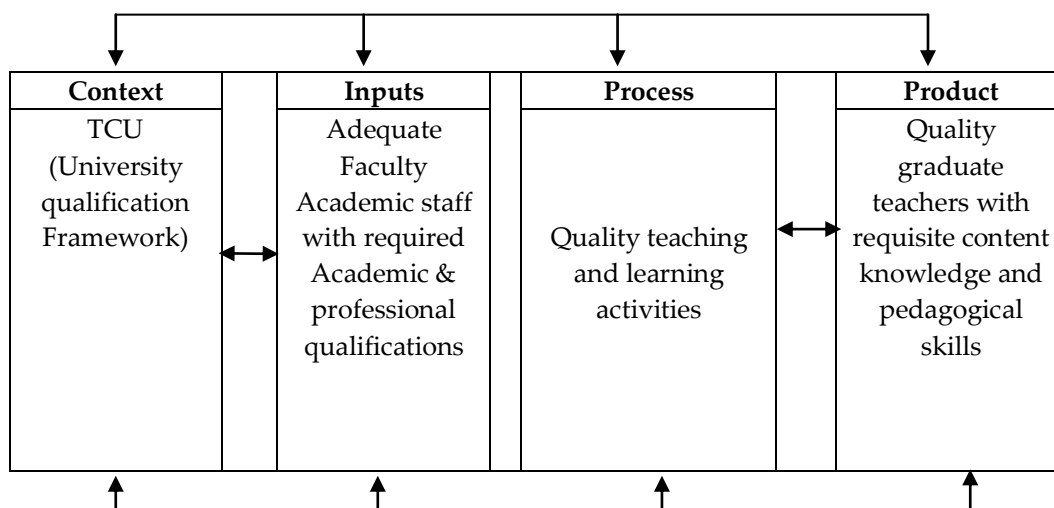 Context
TCU
(University
qualification
Framework)
Inputs
Adequate
Faculty
Academic staff
with required
Academic &
professional
qualifications
Process
Quality teaching
and learning
activities
Product
Quality
graduate
teachers with
requisite content
knowledge and
pedagogical
skills